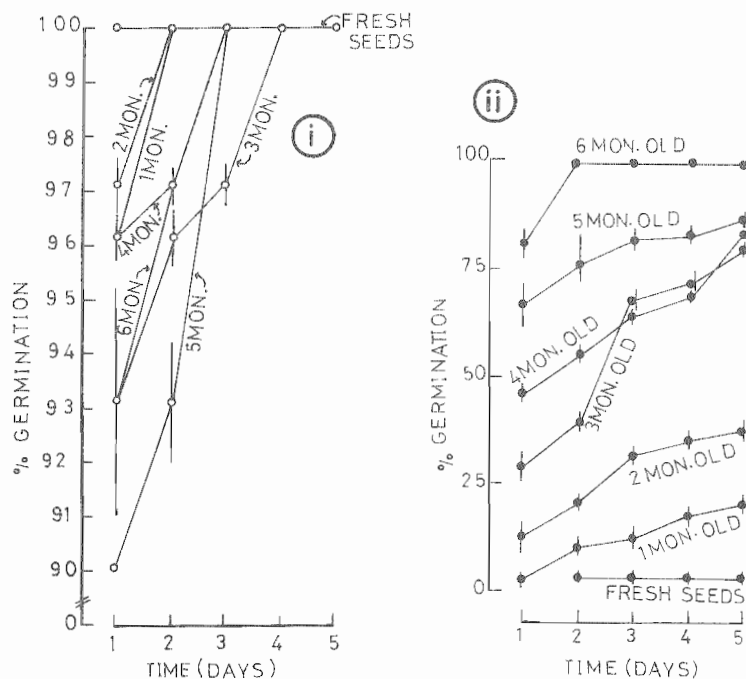 FRESH
SEEDS
100
99
98
97
96
95
94
93
92
91
90
0
% GERMINATION
2 MON.
1 MON.
3 MON.
4 MON.
6 MON
5 MON.
i
1
2
3
4
5
TIME (DAYS)
ii
100
75
50
25
0
% GERMINATION
6 MON. OLD
5 MON. OLD
4 MON. OLD
3 MON. OLD
2 MON. OLD
1 MON. OLD
FRESH SEEDS
1
2
3
4
5
TIME (DAYS)